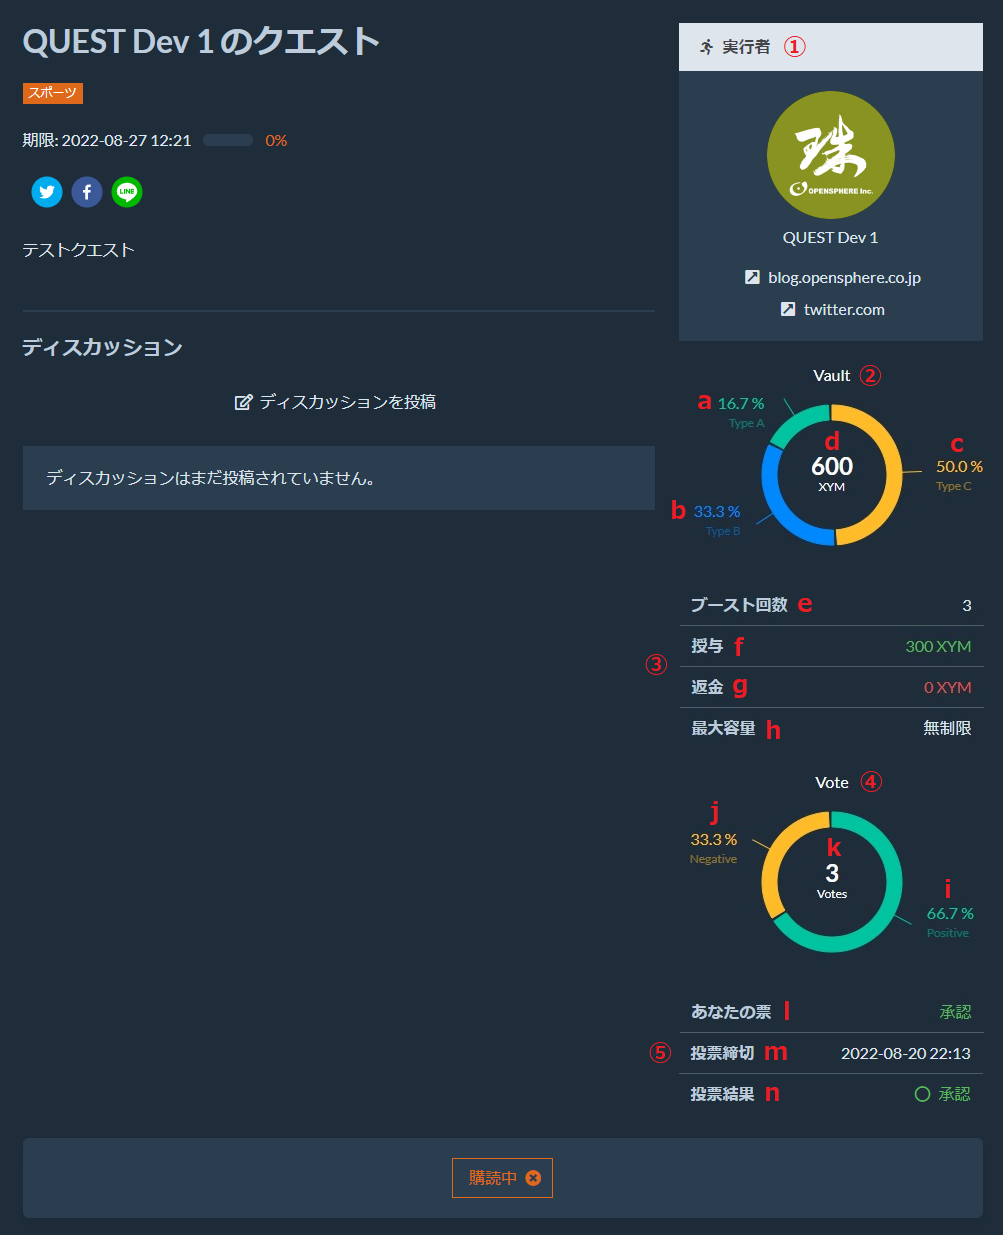 QUEST Dev 1 のクエスト
スポーツ
期限: 2022-08-27 12:21 0%
LINE
テストクエスト
ディスカッション
ディスカッションを投稿
ディスカッションはまだ投稿されていません。
実行者 ①
珠
OPENSPHERE Inc.
QUEST Dev 1
blog.opensphere.co.jp
twitter.com
Vault ②
a 16.7 %
Type A
d
600
XYM
c
50.0 %
Type C
b 33.3 %
Type B
③
ブースト回数 e 3
授与 f 300 XYM
返金 g 0 XYM
最大容量 h 無制限
Vote ④
j
33.3 %
Negative
k
3
Votes
i
66.7 %
Positive
⑤
あなたの票 l 承認
投票締切 m 2022-08-20 22:13
投票結果 n 承認
購読中